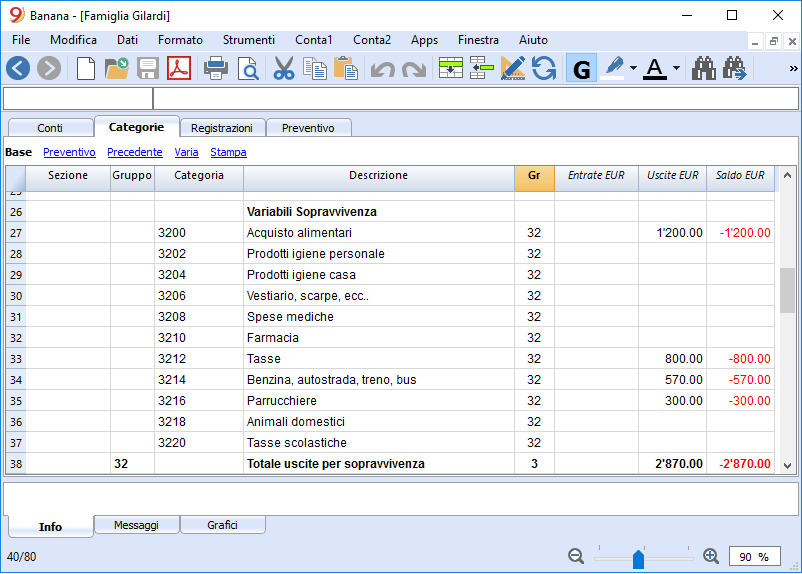 Banana - [Famiglia Gilardi]
File Modifica Dati Formato Strumenti Conta1 Conta2 Apps Finestra Aiuto
G A »
Conti Categorie Registrazioni Preventivo
Base Preventivo Precedente Varia Stampa
Sezione Gruppo Categoria Descrizione Gr Entrate EUR Uscite EUR Saldo EUR
26 Variabili Sopravvivenza
27 3200 Acquisto alimentari 32 1'200.00 -1'200.00
28 3202 Prodotti igiene personale 32
29 3204 Prodotti igiene casa 32
30 3206 Vestiario, scarpe, ecc.. 32
31 3208 Spese mediche 32
32 3210 Farmacia 32
33 3212 Tasse 32 800.00 -800.00
34 3214 Benzina, autostrada, treno, bus 32 570.00 -570.00
35 3216 Parrucchiere 32 300.00 -300.00
36 3218 Animali domestici 32
37 3220 Tasse scolastiche 32
38 32 Totale uscite per sopravvivenza 3 2'870.00 -2'870.00
Info Messaggi Grafici
40/80 90 %